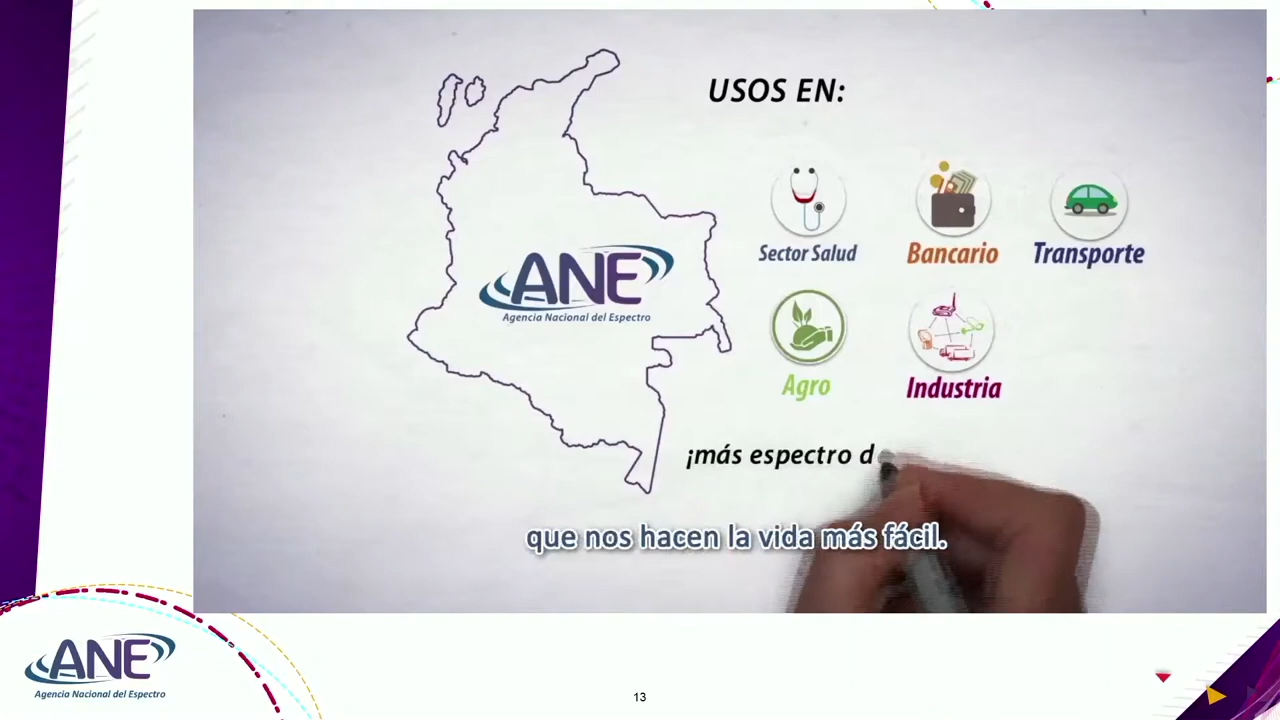 USOS EN:
Sector Salud
Bancario
Transporte
ANE
Agencia Nacional del Espectro
Agro
Industria
¡más espectro d
que nos hacen la vida más fácil.
ANE
Agencia Nacional del Espectro
13